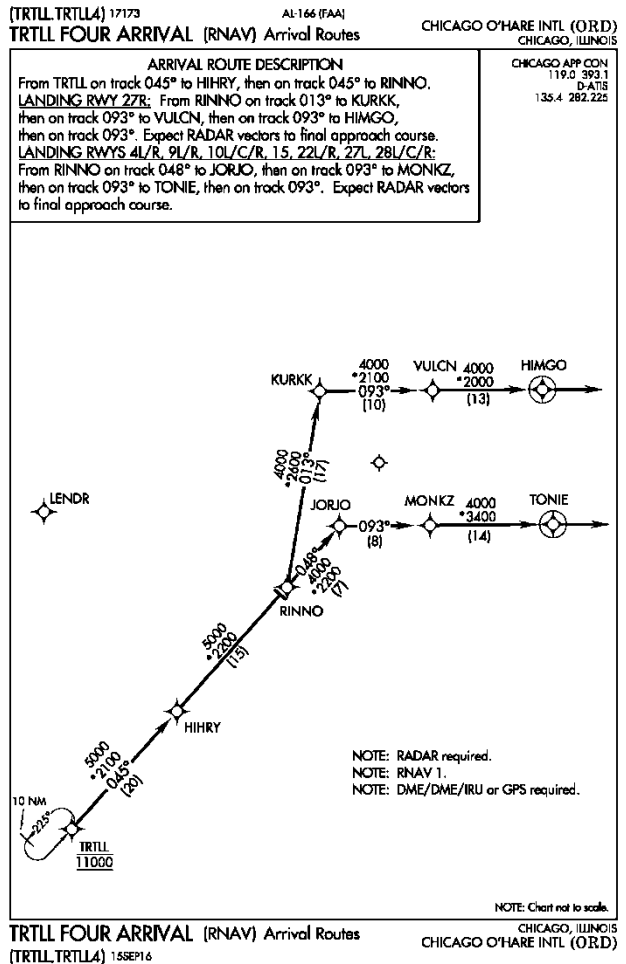 (TRTLL.TRTLL4) 17173
AL-166 (FAA)
TRTLL FOUR ARRIVAL (RNAV) Arrival Routes
CHICAGO O'HARE INTL (ORD)
CHICAGO, ILLINOIS
ARRIVAL ROUTE DESCRIPTION
From TRTLL on track 045° to HIHRY, then on track 045° to RINNO.
LANDING RWY 27R: From RINNO on track 013° to KURKK,
then on track 093° to VULCN, then on track 093° to HIMGO,
then on track 093°. Expect RADAR vectors to final approach course.
LANDING RWYS 4L/R, 9L/R, 10L/C/R, 15, 22L/R, 27L, 28L/C/R:
From RINNO on track 048° to JORJO, then on track 093° to MONKZ,
then on track 093° to TONIE, then on track 093°. Expect RADAR vectors
to final approach course.
CHICAGO APP CON
119.0 393.1
D-ATIS
135.4 282.225
KURKK
4000
*2100
093°
(10)
VULCN
4000
*2000
(13)
HIMGO
4000
*2600
013°
(17)
LENDR
JORJO
093°
(8)
MONKZ
4000
*3400
(14)
TONIE
048°
4000
*2200
(7)
RINNO
5000
*2200
(15)
HIHRY
5000
*2100
045°
(20)
10 NM
225°
TRTLL
11000
NOTE: RADAR required.
NOTE: RNAV 1.
NOTE: DME/DME/IRU or GPS required.
NOTE: Chart not to scale.
TRTLL FOUR ARRIVAL (RNAV) Arrival Routes
(TRTLL.TRTLL4) 15SEP16
CHICAGO, ILLINOIS
CHICAGO O'HARE INTL (ORD)